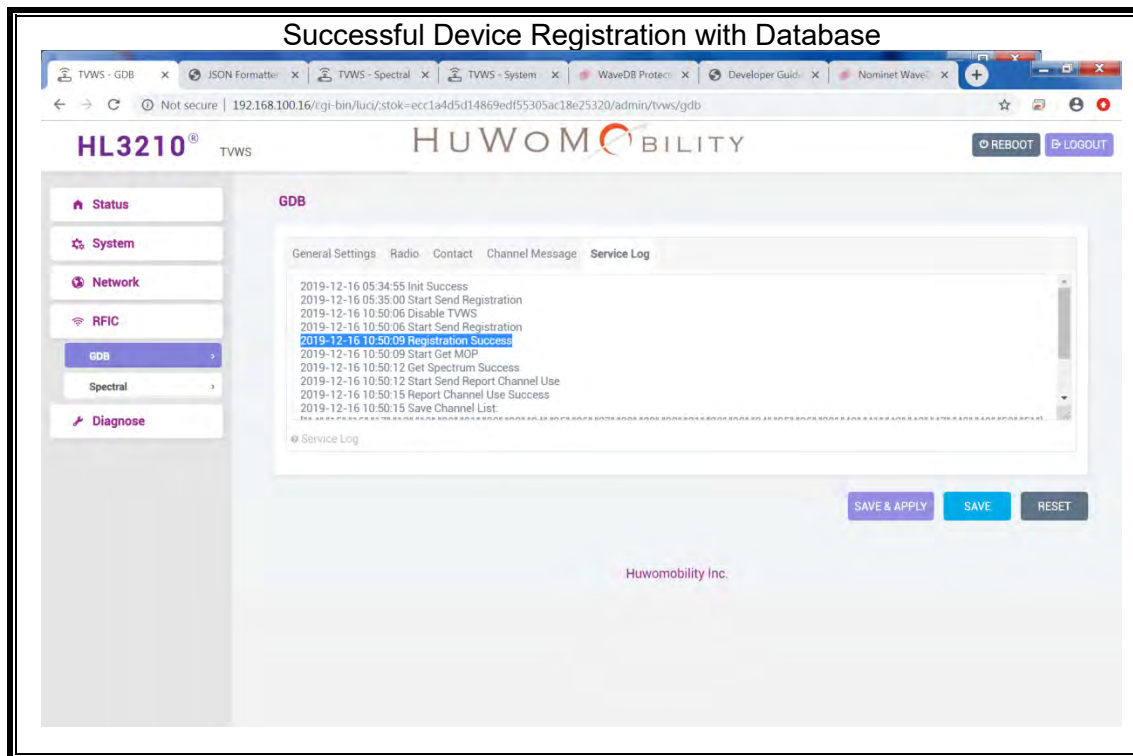 Successful Device Registration with Database
TVWS - GDB
JSON Formatter
TVWS - Spectral
TVWS - System
WaveDB Protec
Developer Guid
Nominet Wave
Not secure | 192.168.100.16/cgi-bin/luci/;stok=ecc1a4d5d14869edf55305ac18e25320/admin/tvws/gdb
HL3210® TVWS
HUWOMOBILITY
REBOOT
LOGOUT
Status
System
Network
RFIC
GDB
Spectral
Diagnose
GDB
General Settings Radio Contact Channel Message Service Log
2019-12-16 05:34:55 Init Success
2019-12-16 05:35:00 Start Send Registration
2019-12-16 10:50:06 Disable TVWS
2019-12-16 10:50:06 Start Send Registration
2019-12-16 10:50:09 Registration Success
2019-12-16 10:50:09 Start Get MOP
2019-12-16 10:50:12 Get Spectrum Success
2019-12-16 10:50:12 Start Send Report Channel Use
2019-12-16 10:50:15 Report Channel Use Success
2019-12-16 10:50:15 Save Channel List:
Service Log
SAVE & APPLY SAVE RESET
Huwomobility Inc.